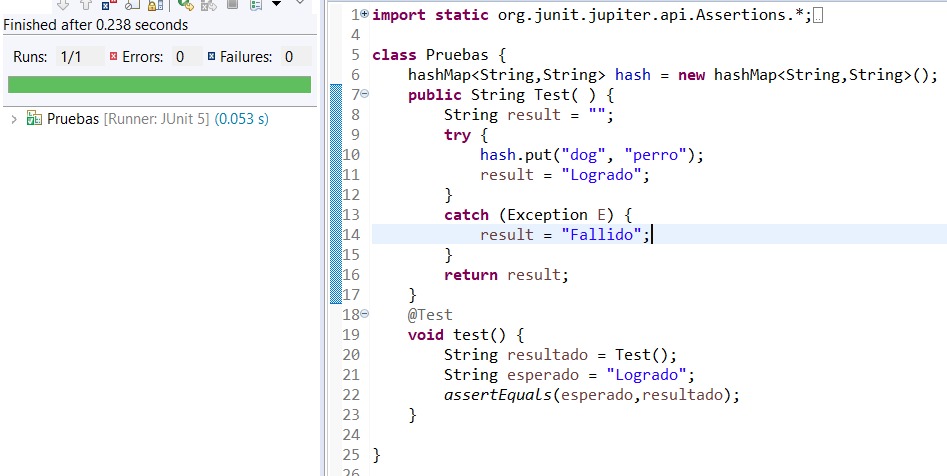 Finished after 0.238 seconds
Runs: 1/1 Errors: 0 Failures: 0
Pruebas [Runner: JUnit 5] (0.053 s)
1 import static org.junit.jupiter.api.Assertions.*;
4
5 class Pruebas {
6 hashMap<String,String> hash = new hashMap<String,String>();
7 public String Test( ) {
8 String result = "";
9 try {
10 hash.put("dog", "perro");
11 result = "Logrado";
12 }
13 catch (Exception E) {
14 result = "Fallido";
15 }
16 return result;
17 }
18 @Test
19 void test() {
20 String resultado = Test();
21 String esperado = "Logrado";
22 assertEquals(esperado,resultado);
23 }
24
25 }
26